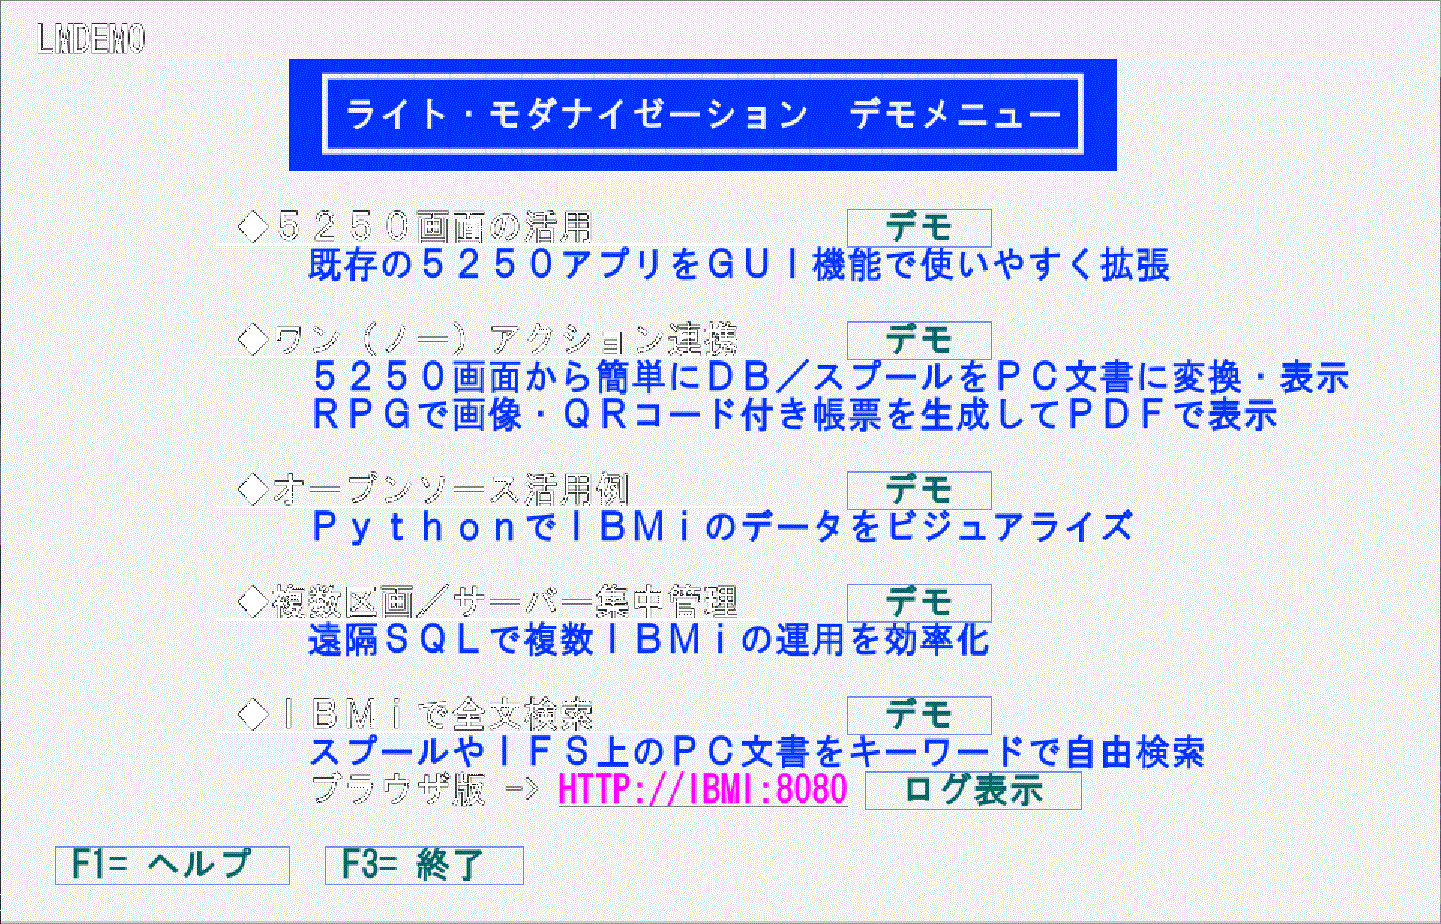 LMDEMO
ライト・モダナイゼーション　デモメニュー
◇５２５０画面の活用　デモ
既存の５２５０アプリをＧＵＩ機能で使いやすく拡張
◇ワン（ノー）アクション連携　デモ
５２５０画面から簡単にＤＢ／スプールをＰＣ文書に変換・表示
ＲＰＧで画像・ＱＲコード付き帳票を生成してＰＤＦで表示
◇オープンソース活用例　デモ
ＰｙｔｈｏｎでＩＢＭｉのデータをビジュアライズ
◇複数区画／サーバー集中管理　デモ
遠隔ＳＱＬで複数ＩＢＭｉの運用を効率化
◇ＩＢＭｉで全文検索　デモ
スプールやＩＦＳ上のＰＣ文書をキーワードで自由検索
ブラウザ版 -> HTTP://IBMI:8080 ログ表示
F1= ヘルプ　F3= 終了